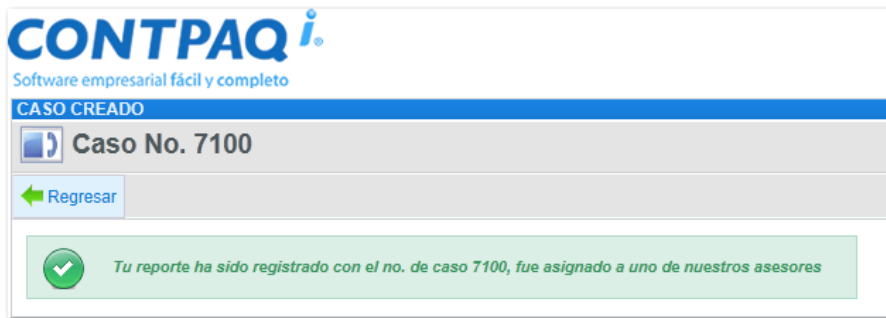 CONTPAQ i®
Software empresarial fácil y completo
CASO CREADO
Caso No. 7100
Regresar
Tu reporte ha sido registrado con el no. de caso 7100, fue asignado a uno de nuestros asesores